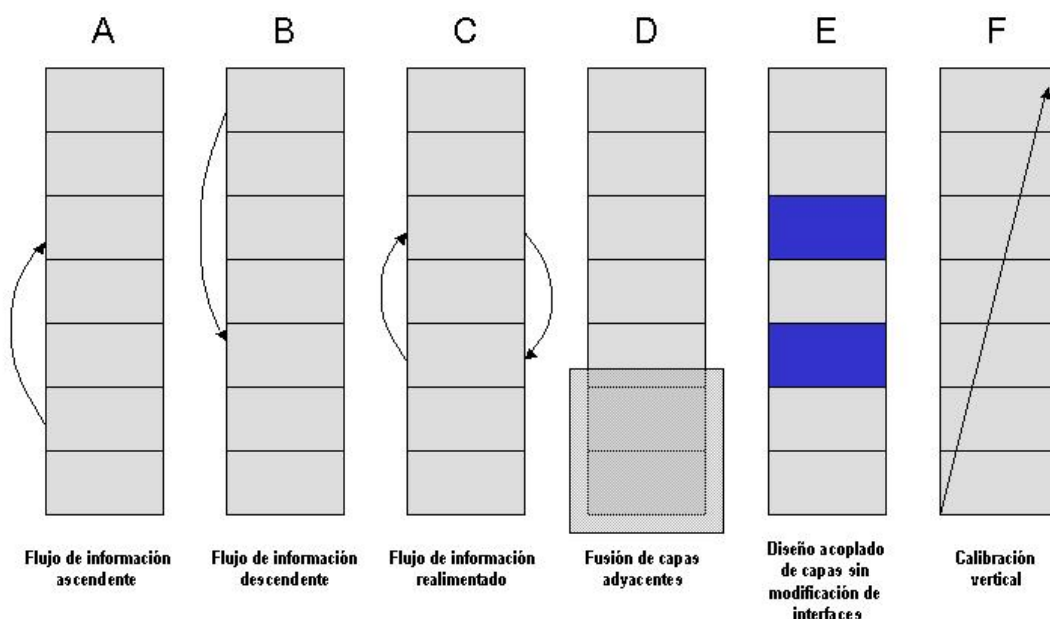 A
B
C
D
E
F
Flujo de información
ascendente
Flujo de información
descendente
Flujo de información
realimentado
Fusión de capas
adyacentes
Diseño acoplado
de capas sin
modificación de
interfaces
Calibración
vertical